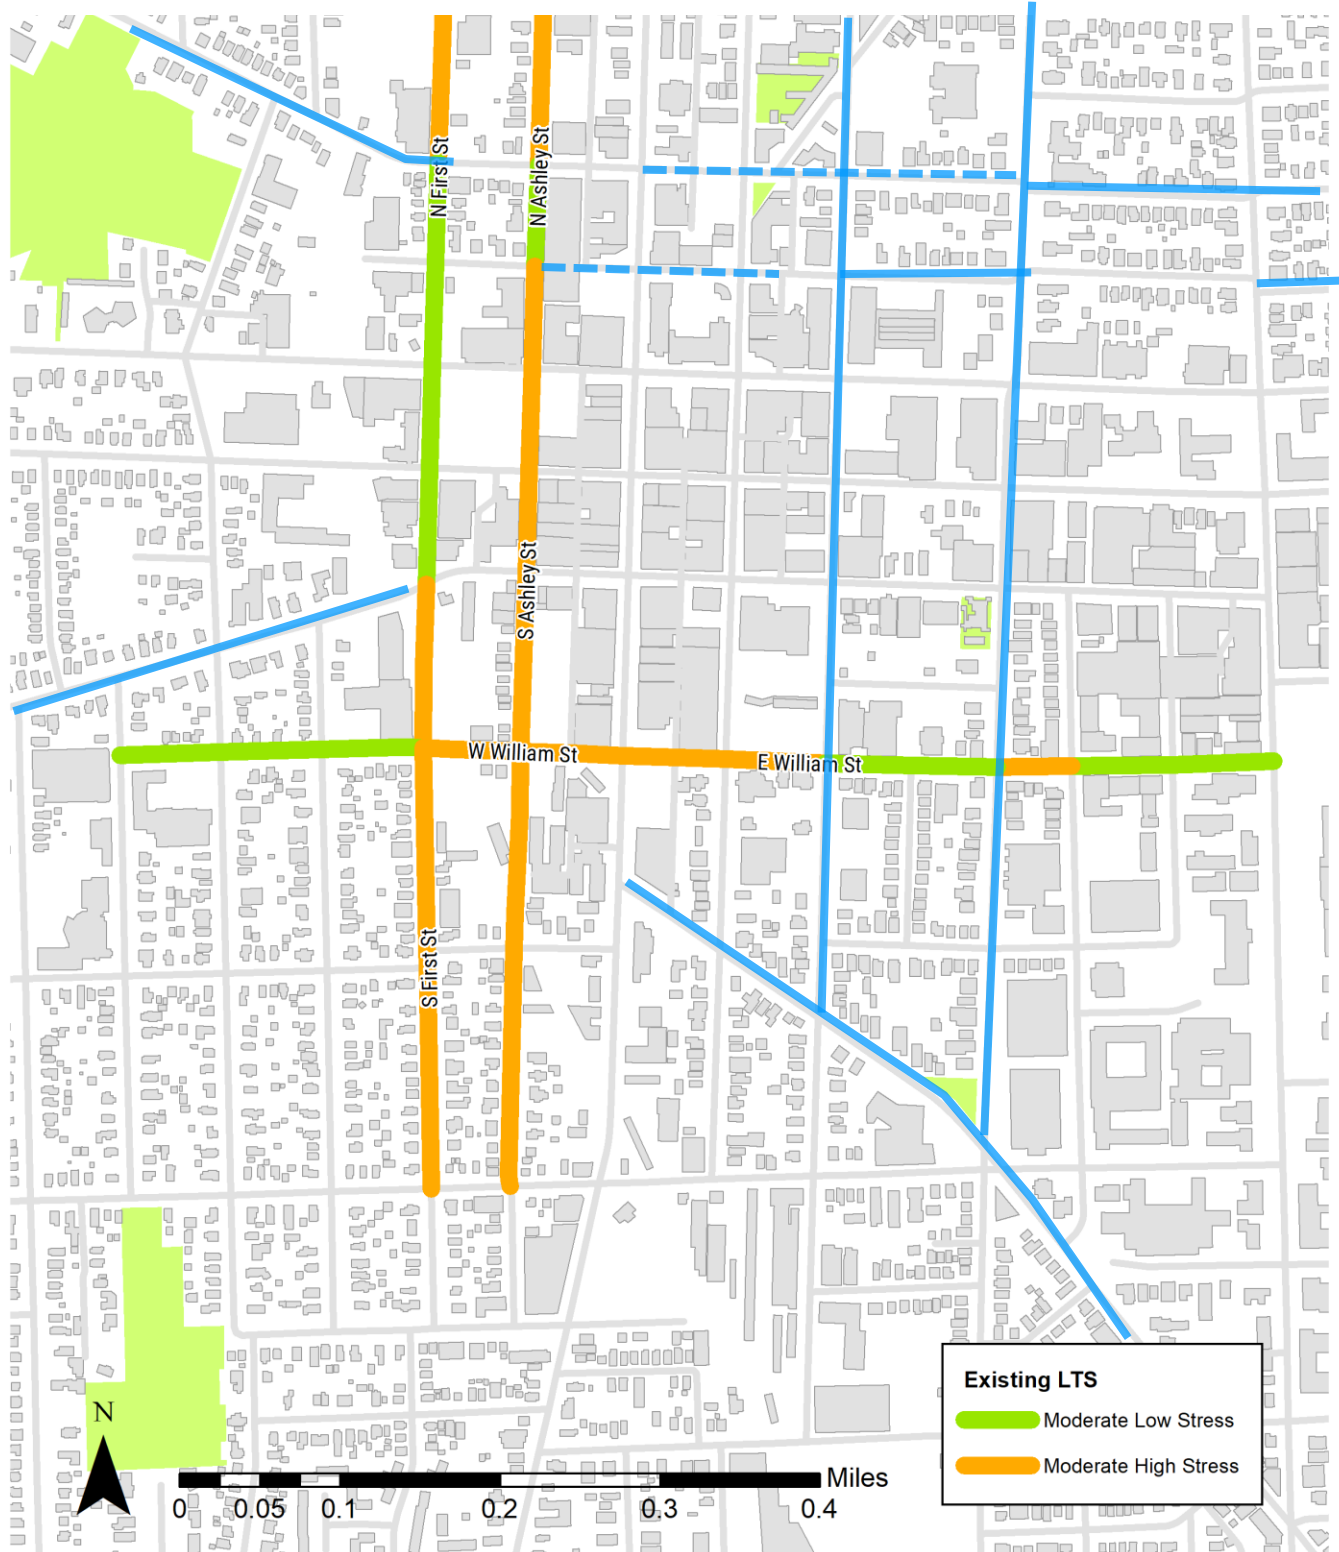 N First St
N Ashley St
S Ashley St
W William St
E William St
S First St
Existing LTS
Moderate Low Stress
Moderate High Stress
N
Miles
0 0.05 0.1 0.2 0.3 0.4